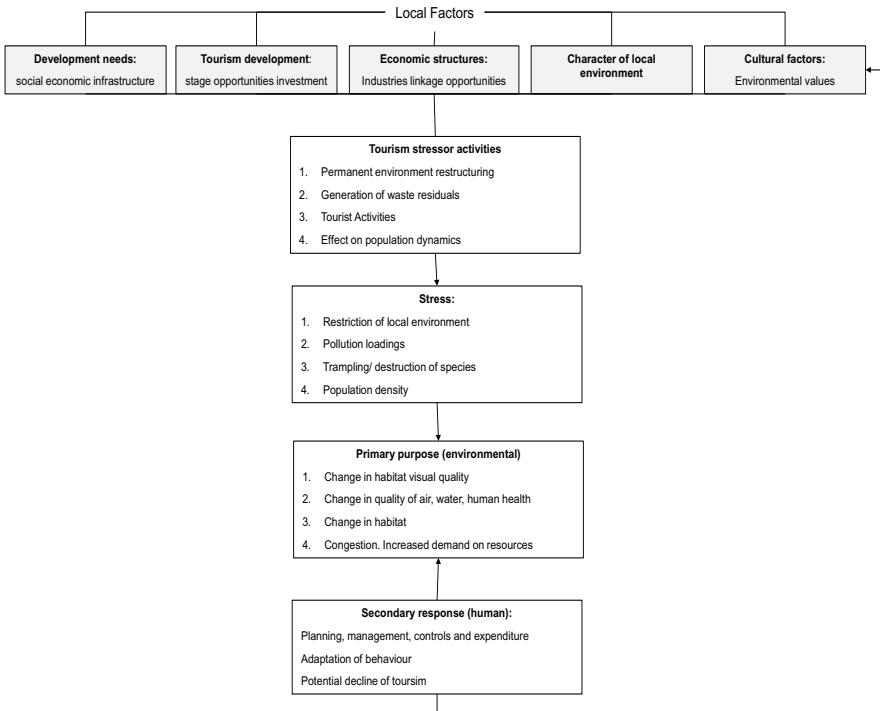 Local Factors
Development needs:
social economic infrastructure
Tourism development:
stage opportunities investment
Economic structures:
Industries linkage opportunities
Character of local
environment
Cultural factors:
Environmental values
Tourism stressor activities
1. Permanent environment restructuring
2. Generation of waste residuals
3. Tourist Activities
4. Effect on population dynamics
Stress:
1. Restriction of local environment
2. Pollution loadings
3. Trampling/ destruction of species
4. Population density
Primary purpose (environmental)
1. Change in habitat visual quality
2. Change in quality of air, water, human health
3. Change in habitat
4. Congestion. Increased demand on resources
Secondary response (human):
Planning, management, controls and expenditure
Adaptation of behaviour
Potential decline of toursim